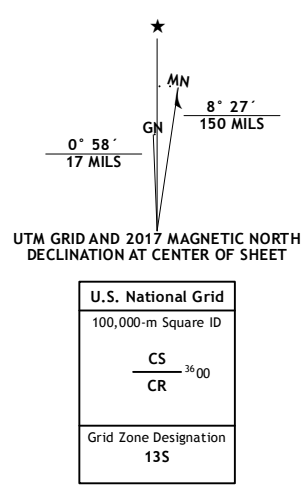 ★
MN
8° 27´
150 MILS
GN
0° 58´
17 MILS
UTM GRID AND 2017 MAGNETIC NORTH
DECLINATION AT CENTER OF SHEET
U.S. National Grid
100,000-m Square ID
CS
3600
CR
Grid Zone Designation
13S